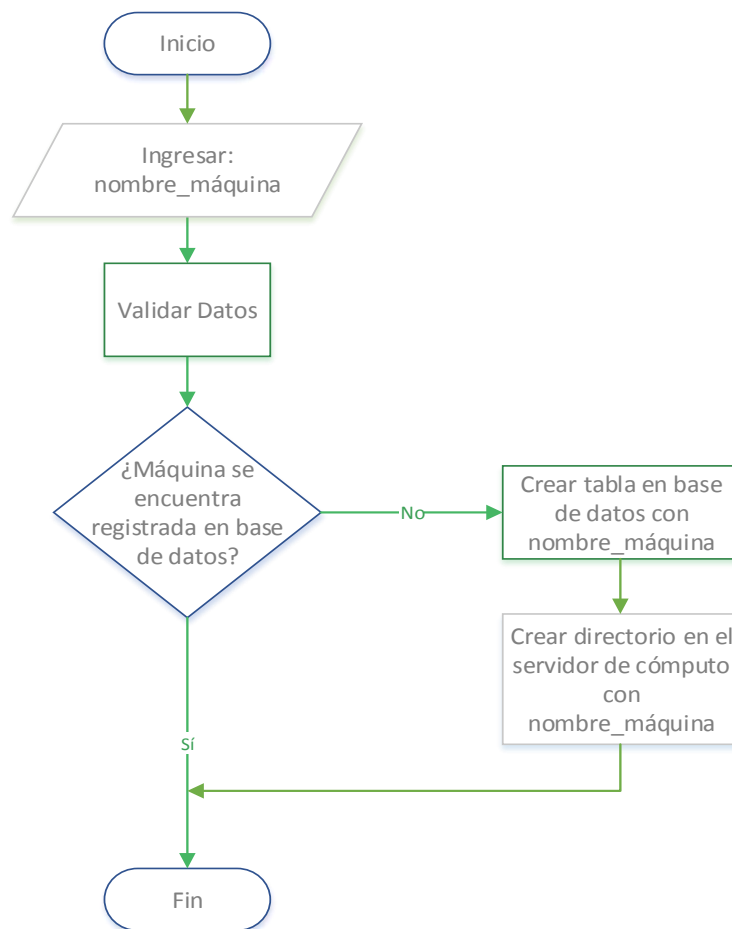 Inicio
Ingresar:
nombre_máquina
Validar Datos
¿Máquina se
encuentra
registrada en base
de datos?
No
Crear tabla en base
de datos con
nombre_máquina
Crear directorio en el
servidor de cómputo
con
nombre_máquina
Sí
Fin